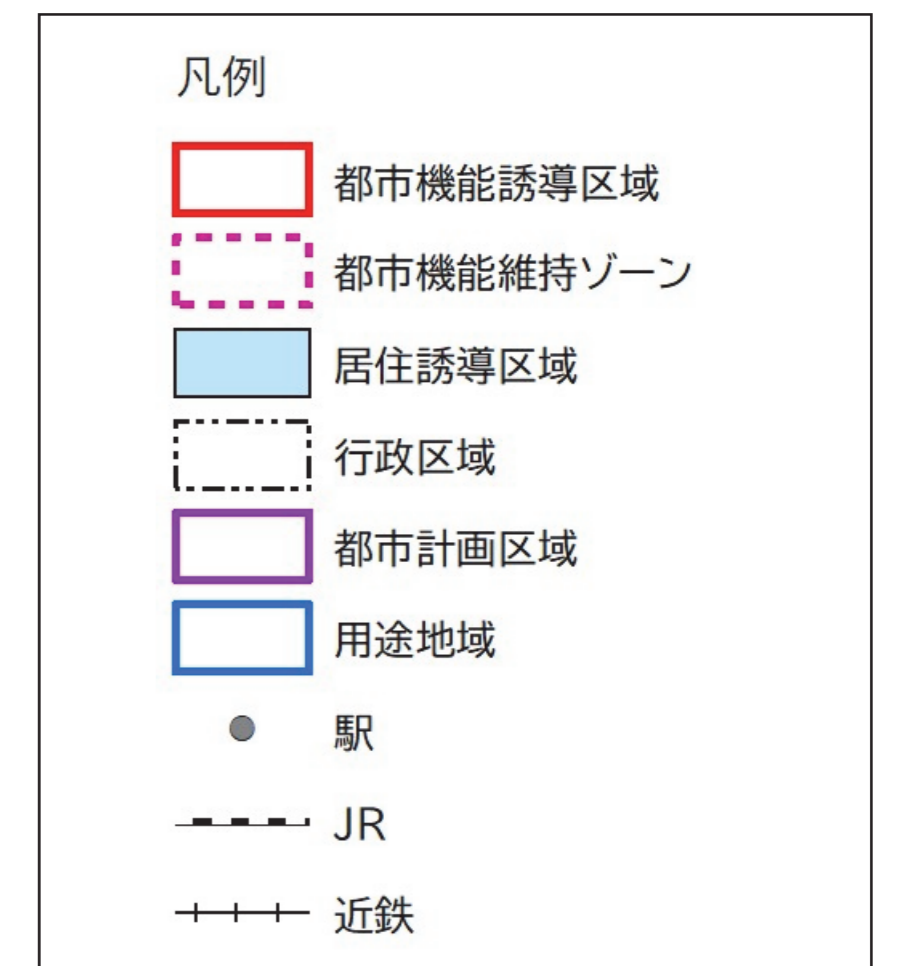 凡例
都市機能誘導区域
都市機能維持ゾーン
居住誘導区域
行政区域
都市計画区域
用途地域
駅
JR
近鉄